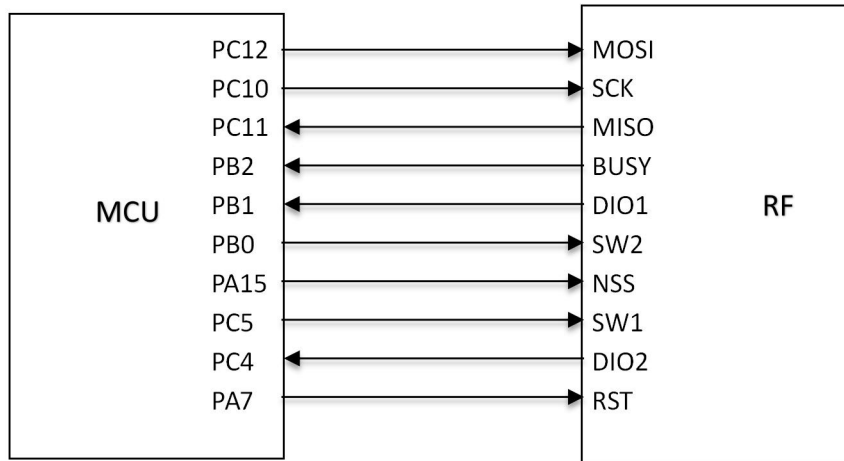 PC12 MOSI
PC10 SCK
PC11 MISO
PB2 BUSY
MCU PB1 DIO1 RF
PB0 SW2
PA15 NSS
PC5 SW1
PC4 DIO2
PA7 RST